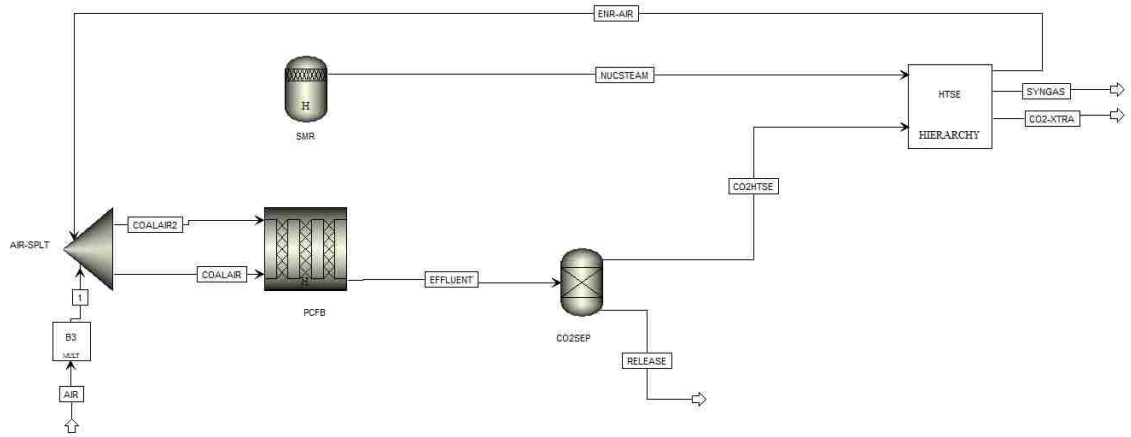 ENR-AIR
NUCSTEAM
HTSE
HIERARCHY
SYNGAS
CO2-XTRA
H
SMR
CO2HTSE
COALAIR2
AIR-SPLT
COALAIR
EFFLUENT
H
PCFB
1
CO2SEP
B3
MULT
RELEASE
AIR